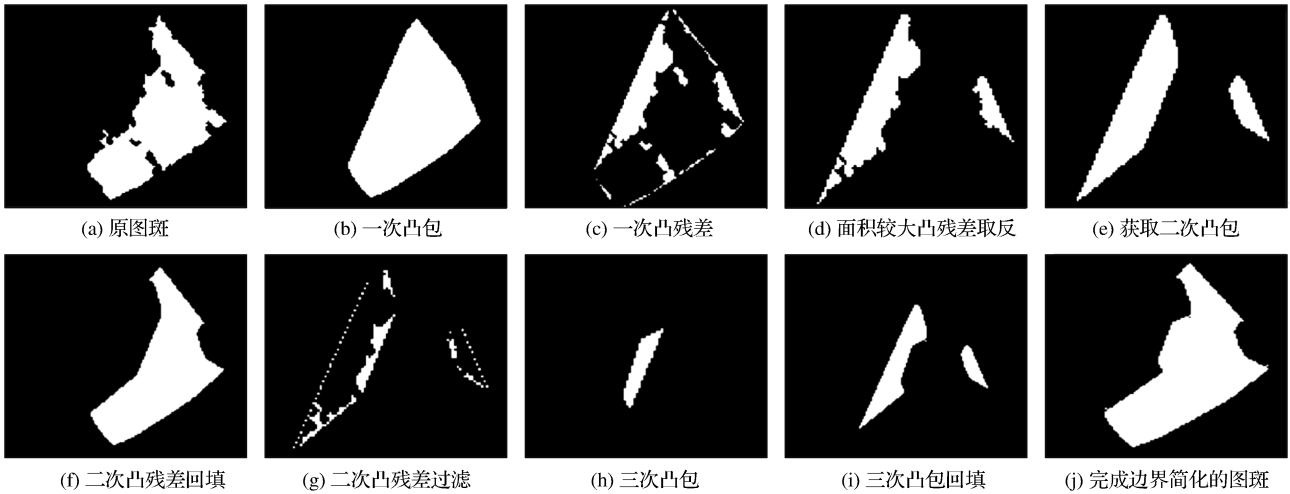 (a) 原图斑
(b) 一次凸包
(c) 一次凸残差
(d) 面积较大凸残差取反
(e) 获取二次凸包
(f) 二次凸残差回填
(g) 二次凸残差过滤
(h) 三次凸包
(i) 三次凸包回填
(j) 完成边界简化的图斑